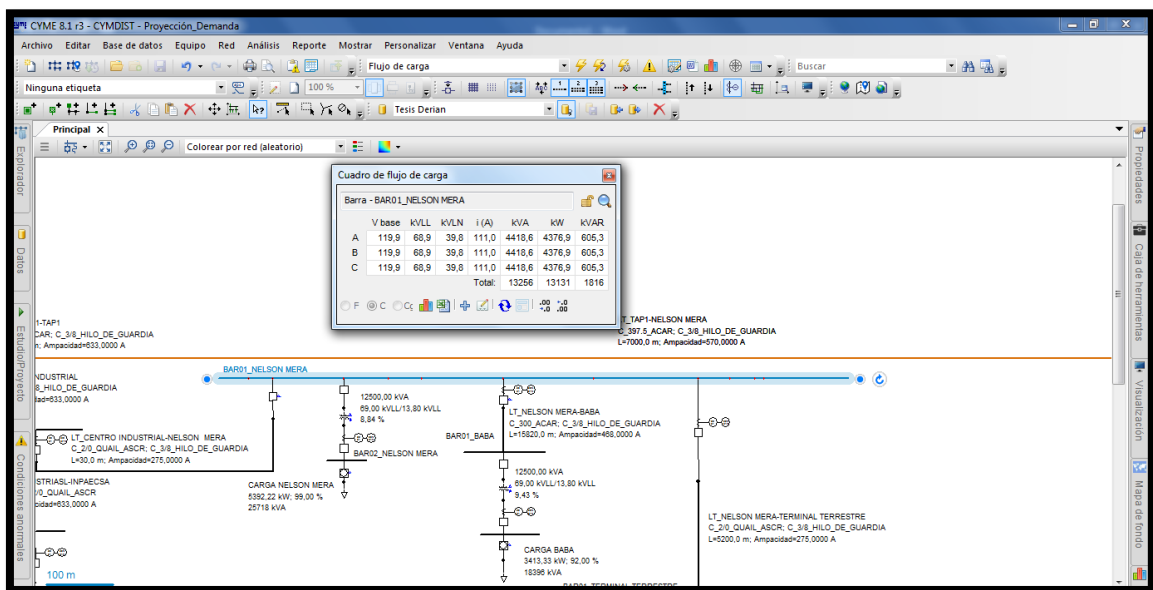 CYME 8.1 r3 - CYMDIST - Proyección_Demanda
Archivo Editar Base de datos Equipo Red Análisis Reporte Mostrar Personalizar Ventana Ayuda
Flujo de carga
Buscar
Ninguna etiqueta
100 %
Tesis Derian
Principal X
Colorear por red (aleatorio)
Explorador
Datos
Estudio/Proyecto
Condiciones anormales
Propiedades
Caja de herramientas
Visualización
Mapa de fondo
Cuadro de flujo de carga
Barra - BAR01_NELSON MERA
V base kVLL kVLN i (A) kVA kW kVAR
A 119,9 68,9 39,8 111,0 4418,6 4376,9 605,3
B 119,9 68,9 39,8 111,0 4418,6 4376,9 605,3
C 119,9 68,9 39,8 111,0 4418,6 4376,9 605,3
Total: 13256 13131 1816
F C
1-TAP1
CAR; C_3/8_HILO_DE_GUARDIA
n; Ampacidad=633,0000 A
T_TAP1-NELSON MERA
C_397.5_ACAR; C_3/8_HILO_DE_GUARDIA
L=7000,0 m; Ampacidad=570,0000 A
BAR01_NELSON MERA
NDUSTRIAL
8_HILO_DE_GUARDIA
dad=633,0000 A
12500,00 kVA
69,00 kVLL/13,80 kVLL
8,84 %
LT_NELSON MERA-BABA
C_300_ACAR; C_3/8_HILO_DE_GUARDIA
L=15820,0 m; Ampacidad=468,0000 A
LT_CENTRO INDUSTRIAL-NELSON MERA
C_2/0_QUAIL_ASCR; C_3/8_HILO_DE_GUARDIA
L=30,0 m; Ampacidad=275,0000 A
BAR01_BABA
BAR02_NELSON MERA
STRIASL-INPAECSA
/0_QUAIL_ASCR
pidad=633,0000 A
CARGA NELSON MERA
5392,22 kW; 99,00 %
25718 kVA
12500,00 kVA
69,00 kVLL/13,80 kVLL
9,43 %
LT_NELSON MERA-TERMINAL TERRESTRE
C_2/0_QUAIL_ASCR; C_3/8_HILO_DE_GUARDIA
L=5200,0 m; Ampacidad=275,0000 A
CARGA BABA
3413,33 kW; 92,00 %
18396 kVA
BAR01_TERMINAL TERRESTRE
100 m